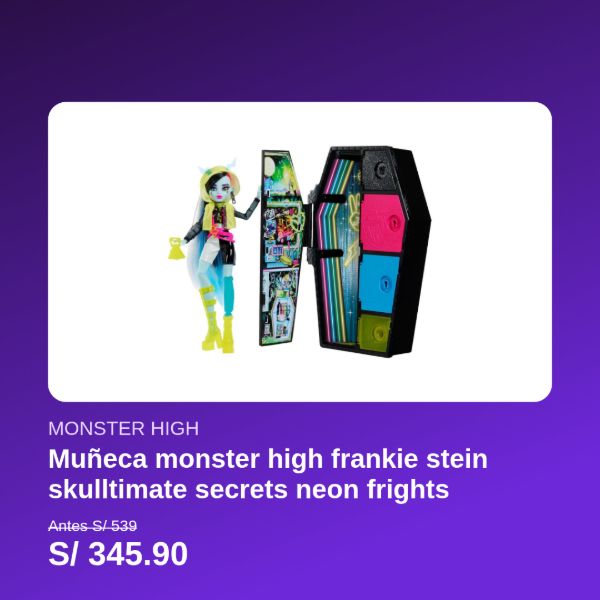 MONSTER HIGH
Muñeca monster high frankie stein
skulltimate secrets neon frights
Antes S/ 539
S/ 345.90